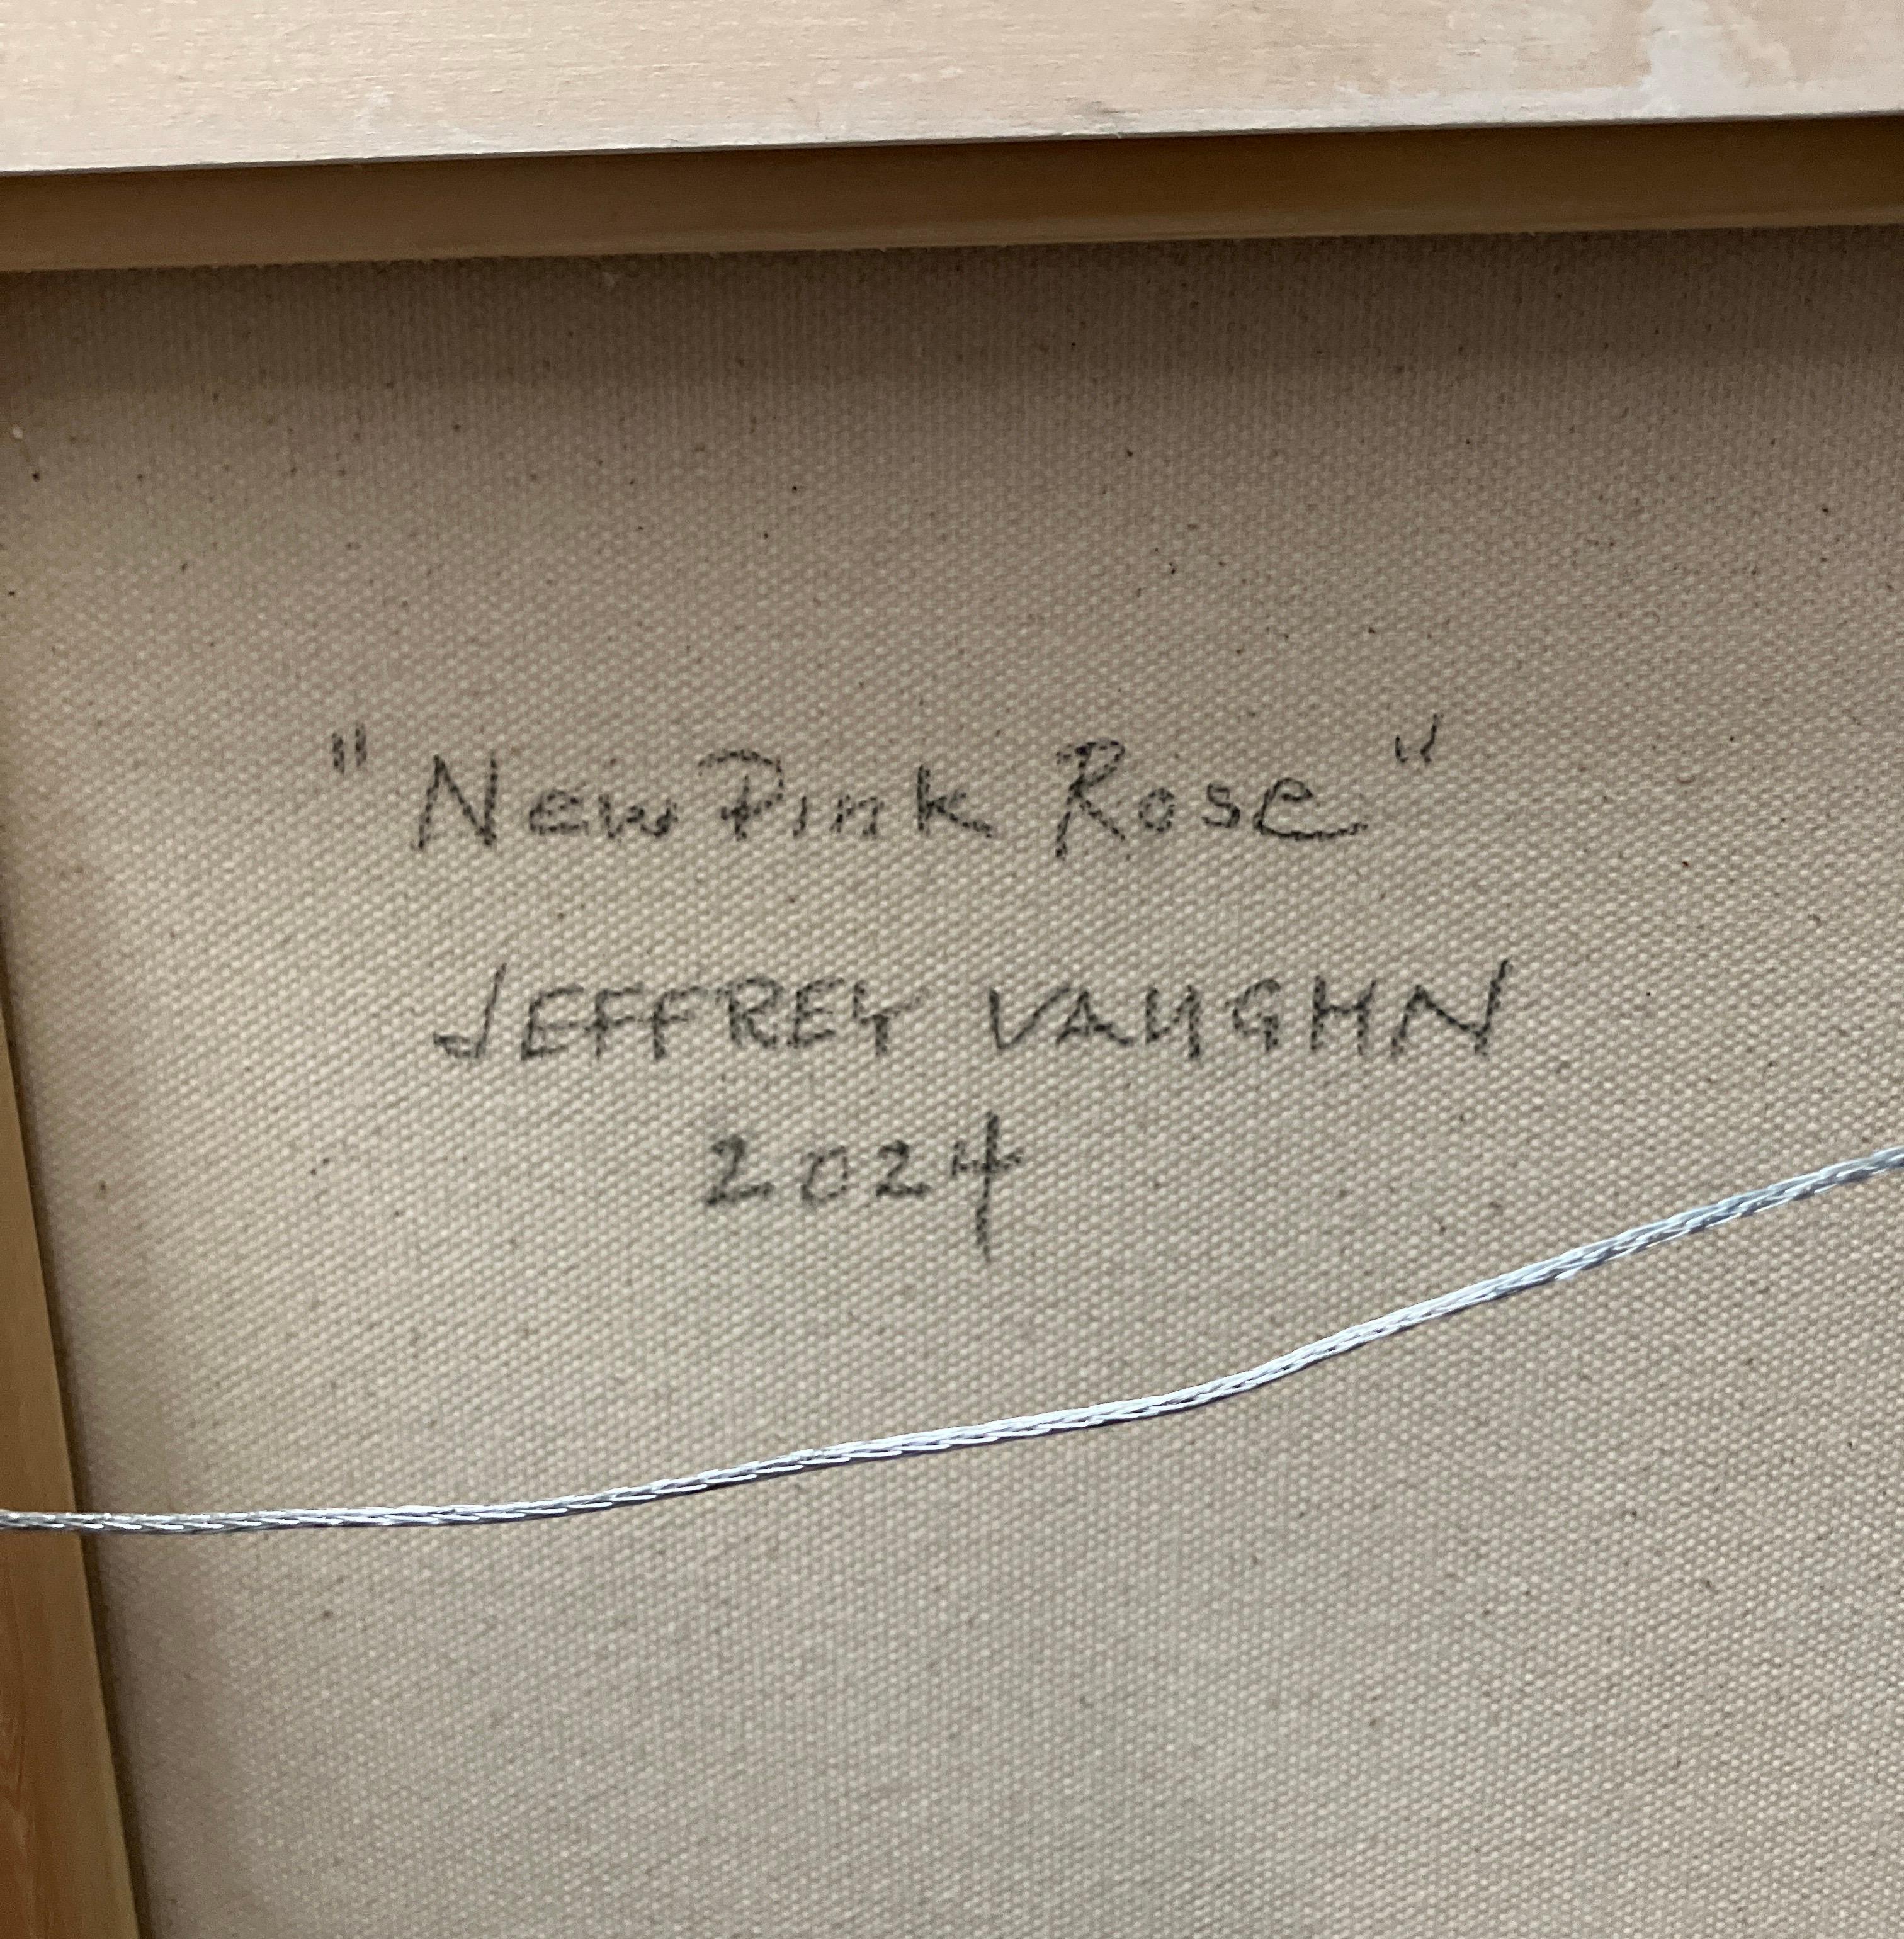 "New Pink Rose"
JEFFREY VAUGHN
2024